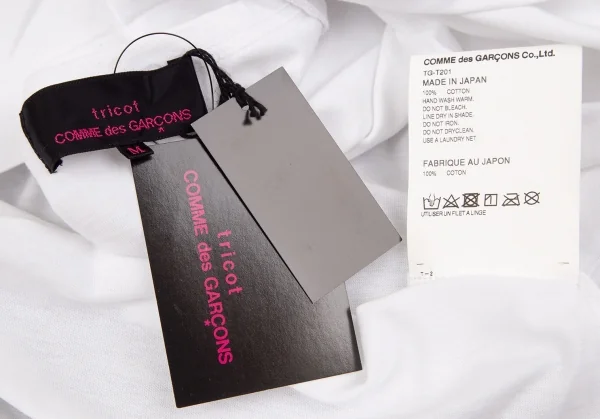 tricot
COMME des GARÇONS
M
tricot
COMME des GARÇONS
COMME des GARÇONS Co.,Ltd.
TG-T201
MADE IN JAPAN
100% COTTON
HAND WASH WARM.
DO NOT BLEACH.
LINE DRY IN SHADE.
DO NOT IRON.
DO NOT DRYCLEAN.
USE A LAUNDRY NET.
FABRIQUE AU JAPON
100% COTON
UTILISER UN FILET A LINGE